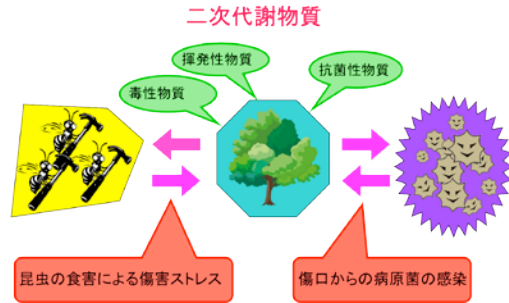 二次代謝物質
揮発性物質
抗菌性物質
毒性物質
昆虫の食害による傷害ストレス
傷口からの病原菌の感染